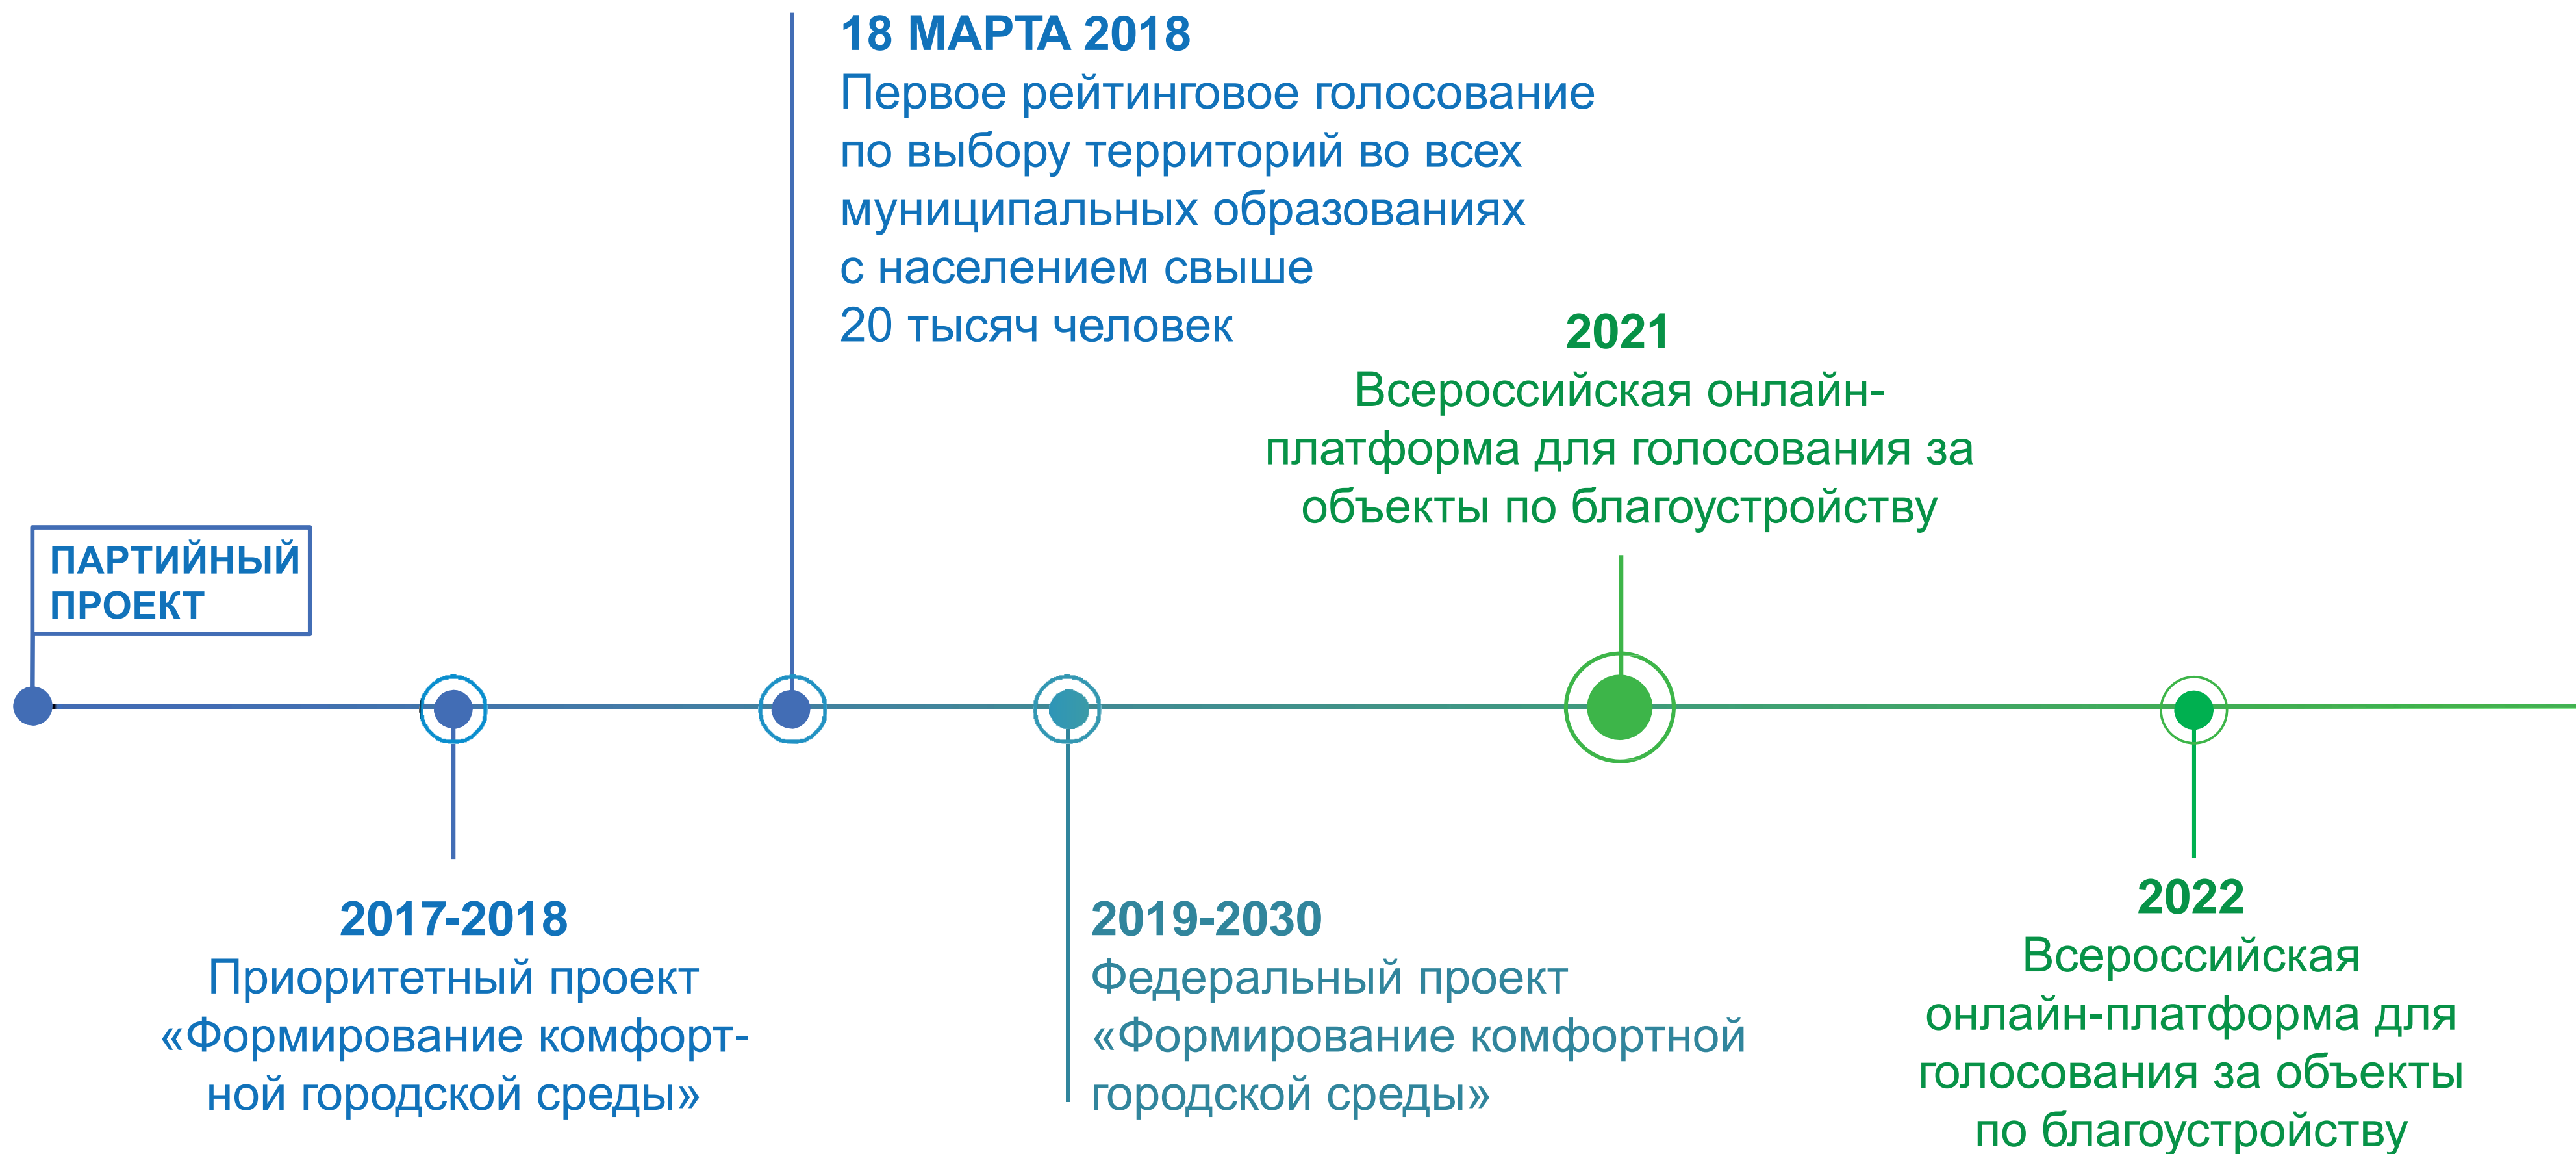 18 МАРТА 2018
Первое рейтинговое голосование
по выбору территорий во всех
муниципальных образованиях
с населением свыше
20 тысяч человек
2021
Всероссийская онлайн-
платформа для голосования за
объекты по благоустройству
ПАРТИЙНЫЙ
ПРОЕКТ
2017-2018
Приоритетный проект
«Формирование комфорт-
ной городской среды»
2019-2030
Федеральный проект
«Формирование комфортной
городской среды»
2022
Всероссийская
онлайн-платформа для
голосования за объекты
по благоустройству